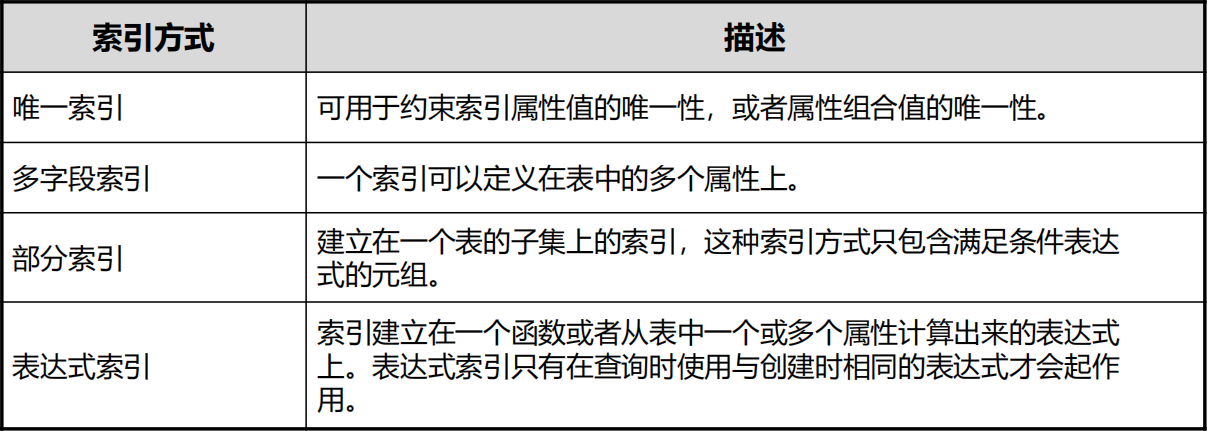 索引方式
描述
唯一索引
可用于约束索引属性值的唯一性，或者属性组合值的唯一性。
多字段索引
一个索引可以定义在表中的多个属性上。
部分索引
建立在一个表的子集上的索引，这种索引方式只包含满足条件表达
式的元组。
表达式索引
索引建立在一个函数或者从表中一个或多个属性计算出来的表达式
上。表达式索引只有在查询时使用与创建时相同的表达式才会起作
用。